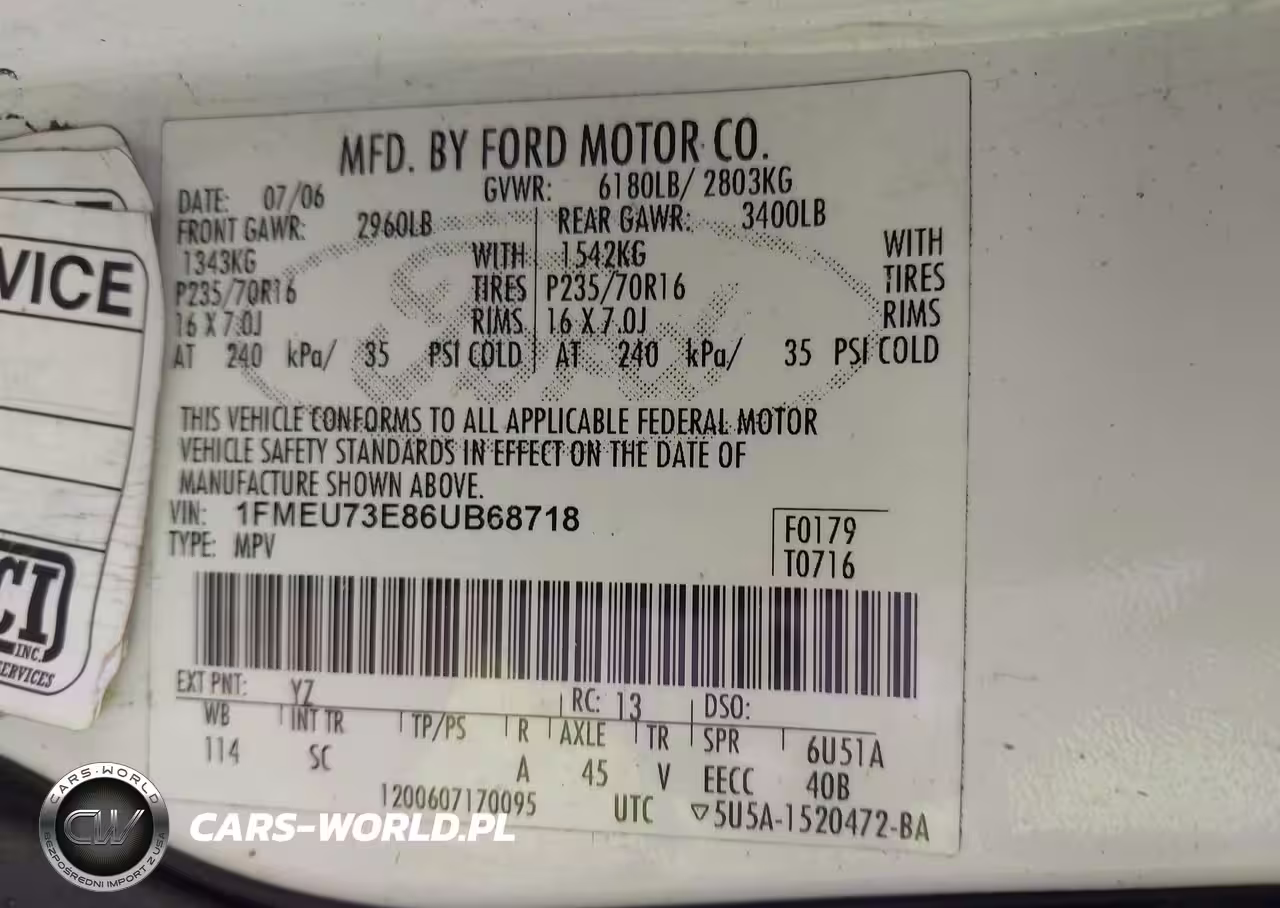 MFD. BY FORD MOTOR CO.
DATE: 07/06 GVWR: 6180LB/ 2803KG
FRONT GAWR: 2960LB REAR GAWR: 3400LB
1343KG WITH 1542KG WITH
P235/70R16 TIRES P235/70R16 TIRES
16 X 7.0J RIMS 16 X 7.0J RIMS
AT 240 kPa/ 35 PSI COLD AT 240 kPa/ 35 PSI COLD
THIS VEHICLE CONFORMS TO ALL APPLICABLE FEDERAL MOTOR
VEHICLE SAFETY STANDARDS IN EFFECT ON THE DATE OF
MANUFACTURE SHOWN ABOVE.
VIN: 1FMEU73E86UB68718
TYPE: MPV
F0179
T0716
EXT PNT: YZ RC: 13 DSO:
WB INT TR TP/PS R AXLE TR SPR 6U51A
114 SC A 45 V EECC 40B
1200607170095 UTC ▽5U5A-1520472-BA
VICE
CI
INC.
SERVICES
CARS-WORLD
CW
BEZPOŚREDNI IMPORT Z USA
CARS-WORLD.PL